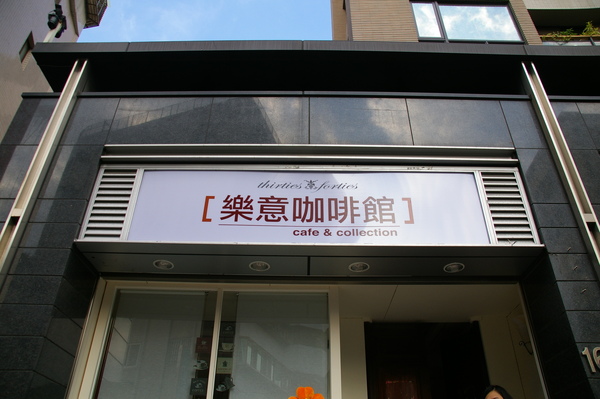 thirties forties
[樂意咖啡館]
cafe & collection